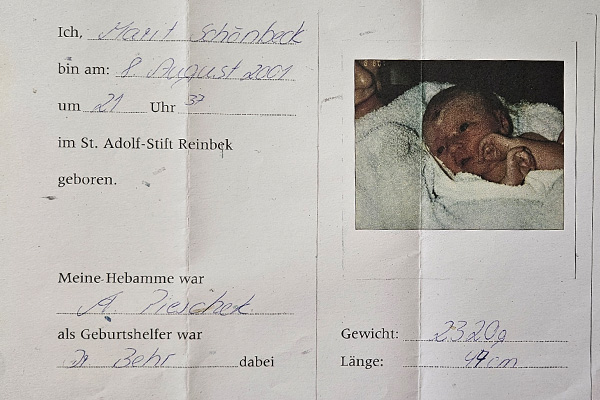 Ich, Marit Schönbeck
bin am: 8. August 2001
um 21 Uhr 37
im St. Adolf-Stift Reinbek
geboren.
Meine Hebamme war
A. Pieschek
als Geburtshelfer war
Dr. Behr dabei
Gewicht: 2320g
Länge: 47cm